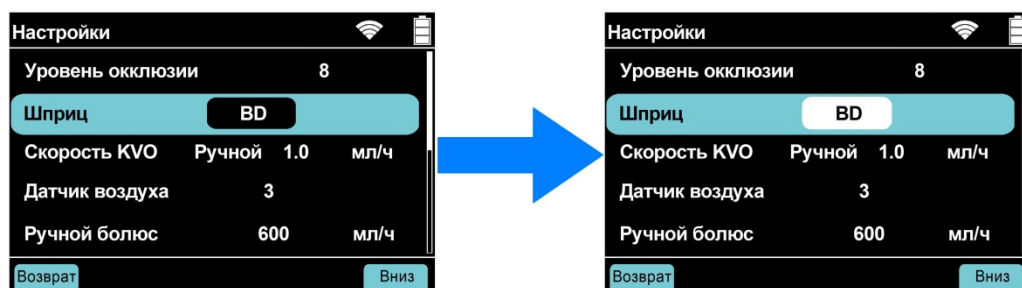 Настройки
Уровень окклюзии 8
Шприц BD
Скорость KVO Ручной 1.0 мл/ч
Датчик воздуха 3
Ручной болюс 600 мл/ч
Возврат Вниз
Настройки
Уровень окклюзии 8
Шприц BD
Скорость KVO Ручной 1.0 мл/ч
Датчик воздуха 3
Ручной болюс 600 мл/ч
Возврат Вниз